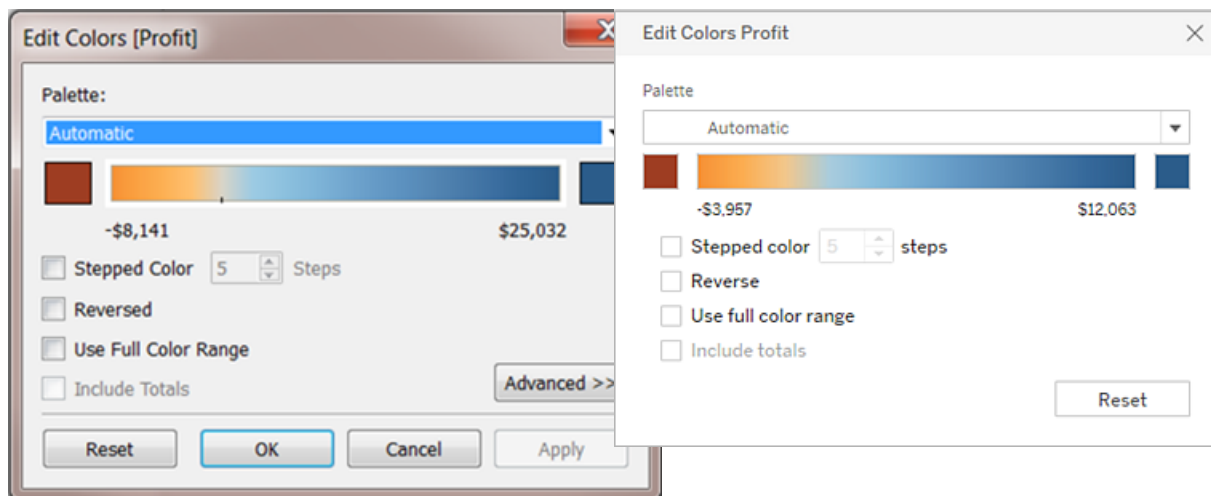 Edit Colors [Profit]
Palette:
Automatic
-$8,141 $25,032
Stepped Color 5 Steps
Reversed
Use Full Color Range
Include Totals
Advanced >>
Reset OK Cancel Apply
Edit Colors Profit
Palette
Automatic
-$3,957 $12,063
Stepped color 5 steps
Reverse
Use full color range
Include totals
Reset